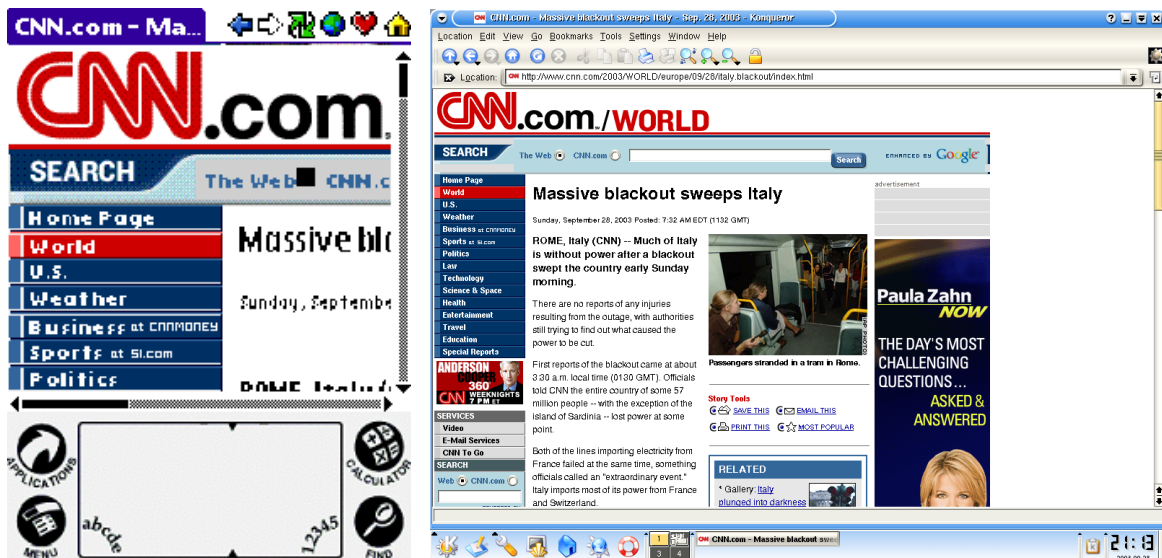 CNN.com - Ma...
CNN.com
SEARCH
The Web CNN.c
Home Page
World
U.S.
Weather
Business at CNNMONEY
Sports at SI.com
Politics
Massive bl
Sunday, Septembe
ROME, Italy
APPLICATIONS
CALCULATOR
MENU
FIND
abcde
12345
CNN.com - Massive blackout sweeps Italy - Sep. 28, 2003 - Konqueror
Location Edit View Go Bookmarks Tools Settings Window Help
Location: http://www.cnn.com/2003/WORLD/europe/09/28/italy.blackout/index.html
CNN.com/WORLD
SEARCH The Web CNN.com Search ENHANCED BY Google
Home Page
World
U.S.
Weather
Business at CNNMONEY
Sports at SI.com
Politics
Law
Technology
Science & Space
Health
Entertainment
Travel
Education
Special Reports
ANDERSON
COOPER
360°
CNN WEEKNIGHTS
7 PM ET
SERVICES
Video
E-Mail Services
CNN To Go
SEARCH
Web CNN.com
Massive blackout sweeps Italy
Sunday, September 28, 2003 Posted: 7:32 AM EDT (1132 GMT)
ROME, Italy (CNN) -- Much of Italy
is without power after a blackout
swept the country early Sunday
morning.
There are no reports of any injuries
resulting from the outage, with authorities
still trying to find out what caused the
power to be cut.
First reports of the blackout came at about
3:30 a.m. local time (0130 GMT). Officials
told CNN the entire country of some 57
million people -- with the exception of the
island of Sardinia -- lost power at some
point.
Both of the lines importing electricity from
France failed at the same time, something
officials called an "extraordinary event."
Italy imports most of its power from France
and Switzerland.
(AP PHOTO)
Passengers stranded in a tram in Rome.
Story Tools
SAVE THIS EMAIL THIS
PRINT THIS MOST POPULAR
RELATED
* Gallery: Italy
plunged into darkness
advertisement
Paula Zahn
NOW
THE DAY'S MOST
CHALLENGING
QUESTIONS...
ASKED &
ANSWERED
1
3 4
CNN.com - Massive blackout swee
21:19